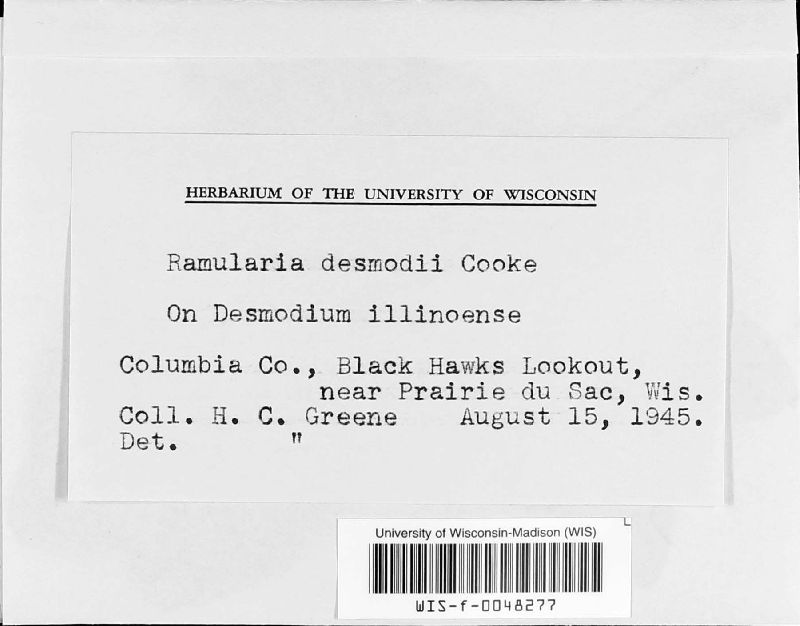 HERBARIUM OF THE UNIVERSITY OF WISCONSIN
Ramularia desmodii Cooke
On Desmodium illinoense
Columbia Co., Black Hawks Lookout,
near Prairie du Sac, Wis.
Coll. H. C. Greene August 15, 1945.
Det. "
University of Wisconsin-Madison (WIS)
WIS-f-0048277